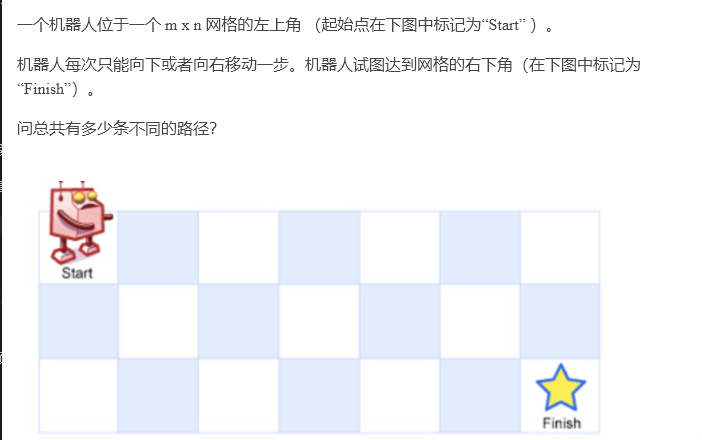 一个机器人位于一个 m x n 网格的左上角 （起始点在下图中标记为“Start” ）。
机器人每次只能向下或者向右移动一步。机器人试图达到网格的右下角（在下图中标记为
“Finish”）。
问总共有多少条不同的路径？
Start
Finish